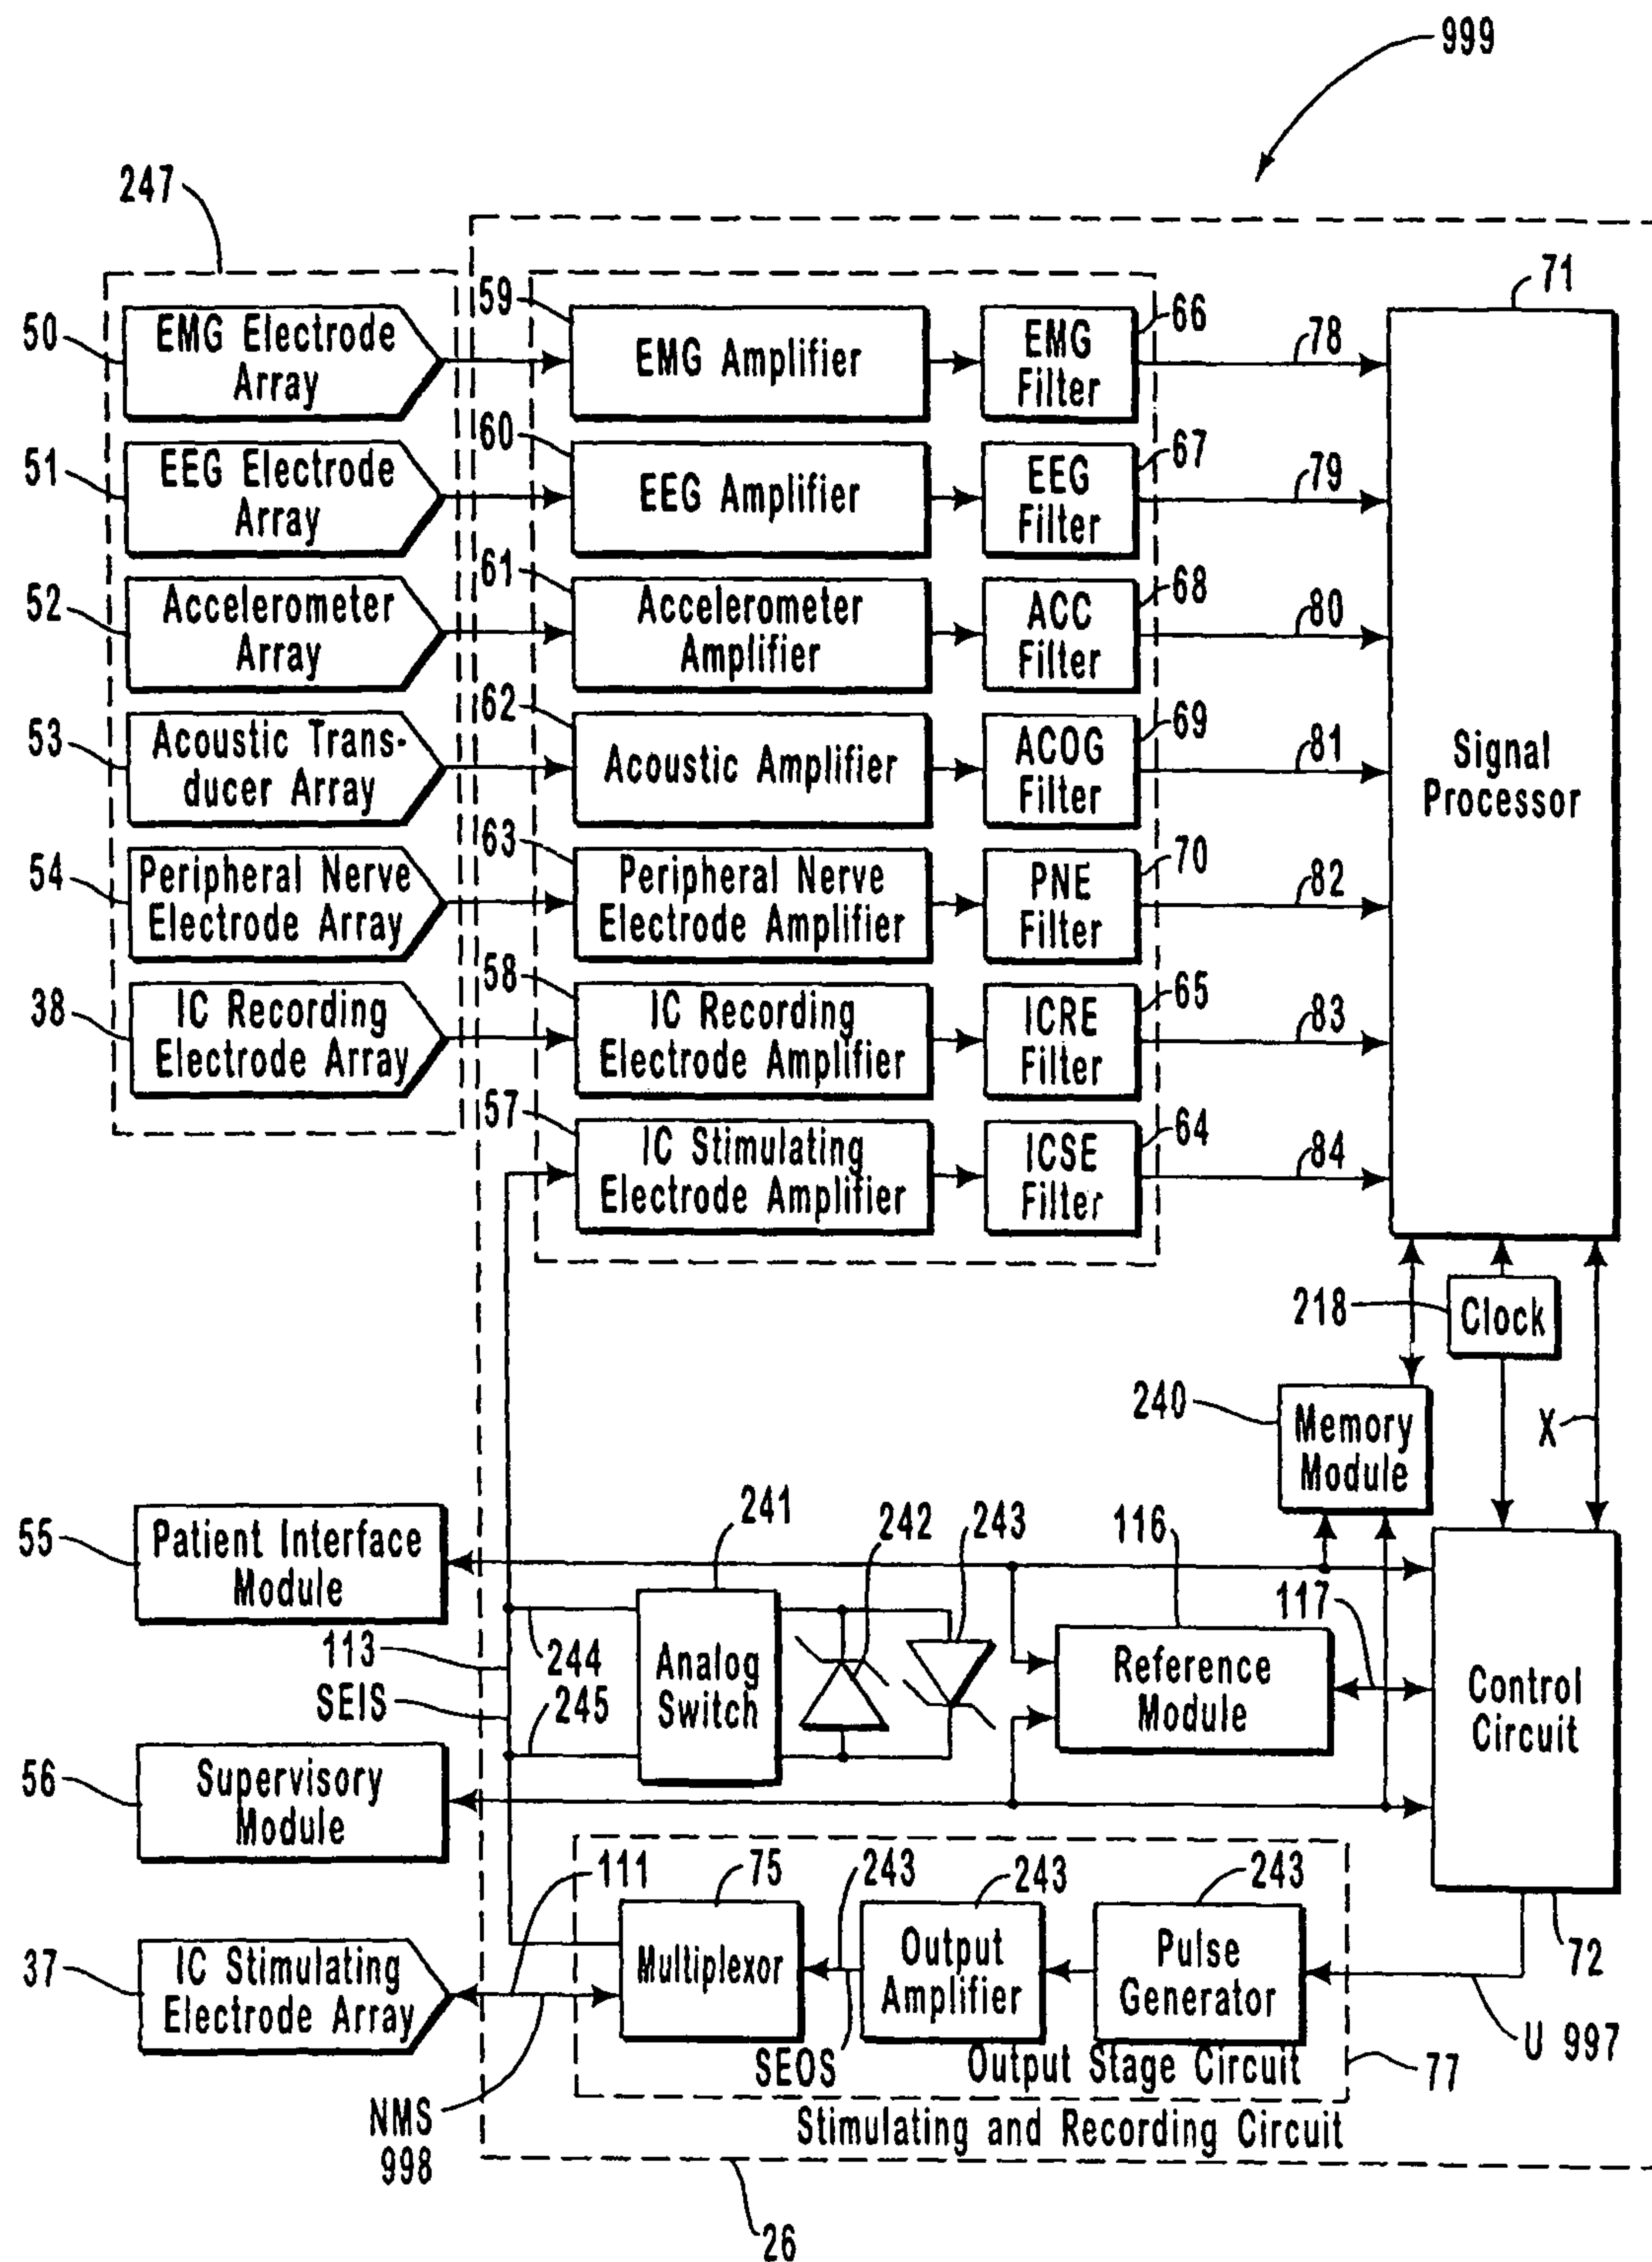 999
247
50
EMG Electrode
Array
59
EMG Amplifier
EMG
Filter
66
78
71
51
EEG Electrode
Array
60
EEG Amplifier
EEG
Filter
67
79
52
Accelerometer
Array
61
Accelerometer
Amplifier
ACC
Filter
68
80
53
Acoustic Trans-
ducer Array
62
Acoustic Amplifier
ACOG
Filter
69
81
Signal
Processor
54
Peripheral Nerve
Electrode Array
63
Peripheral Nerve
Electrode Amplifier
PNE
Filter
70
82
38
IC Recording
Electrode Array
58
IC Recording
Electrode Amplifier
ICRE
Filter
65
83
57
IC Stimulating
Electrode Amplifier
ICSE
Filter
64
84
218
Clock
240
Memory
Module
X
55
Patient Interface
Module
241
242
243
116
117
113
SEIS
244
245
Analog
Switch
Reference
Module
Control
Circuit
56
Supervisory
Module
111
75
243
243
243
37
IC Stimulating
Electrode Array
Multiplexor
Output
Amplifier
Pulse
Generator
72
U 997
SEOS
Output Stage Circuit
77
NMS
998
Stimulating and Recording Circuit
26